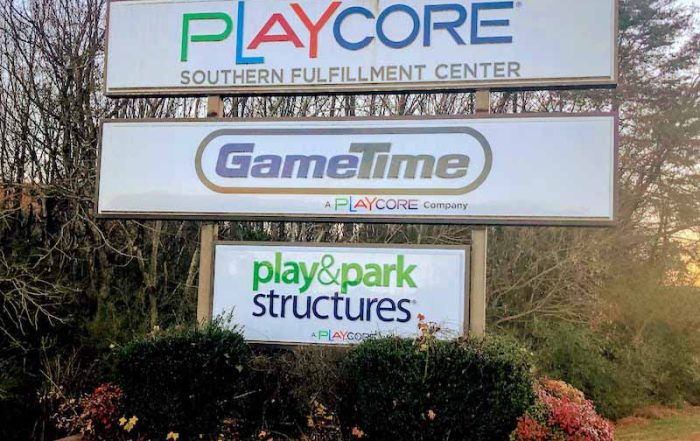 PLAYCORE®
SOUTHERN FULFILLMENT CENTER
GameTime
A PLAYCORE Company
play&park
structures®
A PLAYCORE